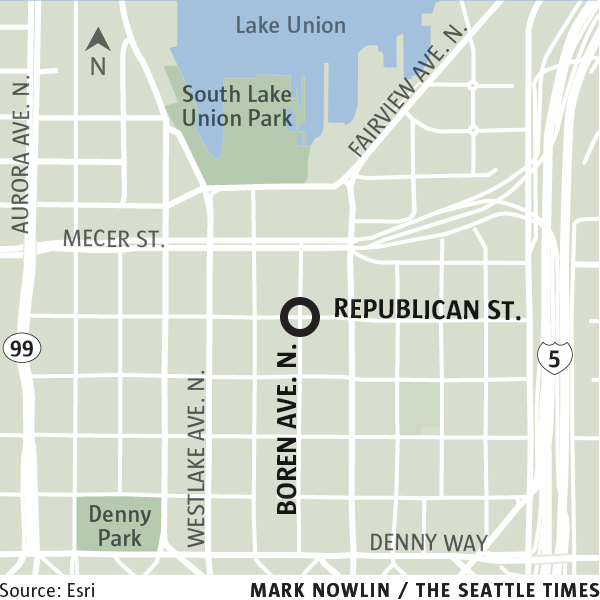 Lake Union
N
South Lake
Union Park
FAIRVIEW AVE. N.
AURORA AVE. N.
MECER ST.
REPUBLICAN ST.
99
5
BOREN AVE. N.
WESTLAKE AVE. N.
Denny
Park
DENNY WAY
Source: Esri
MARK NOWLIN / THE SEATTLE TIMES